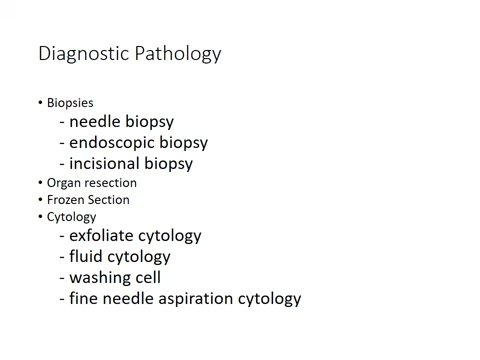 Diagnostic Pathology
• Biopsies
- needle biopsy
- endoscopic biopsy
- incisional biopsy
• Organ resection
• Frozen Section
• Cytology
- exfoliate cytology
- fluid cytology
- washing cell
- fine needle aspiration cytology